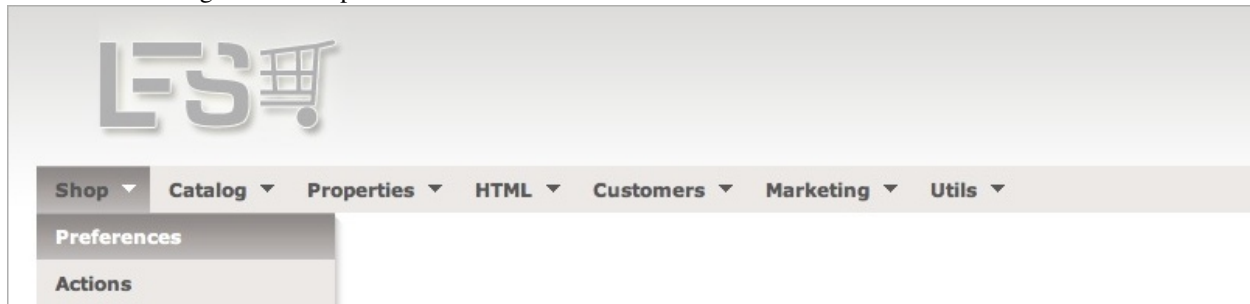 LFS
Shop Catalog Properties HTML Customers Marketing Utils
Preferences
Actions